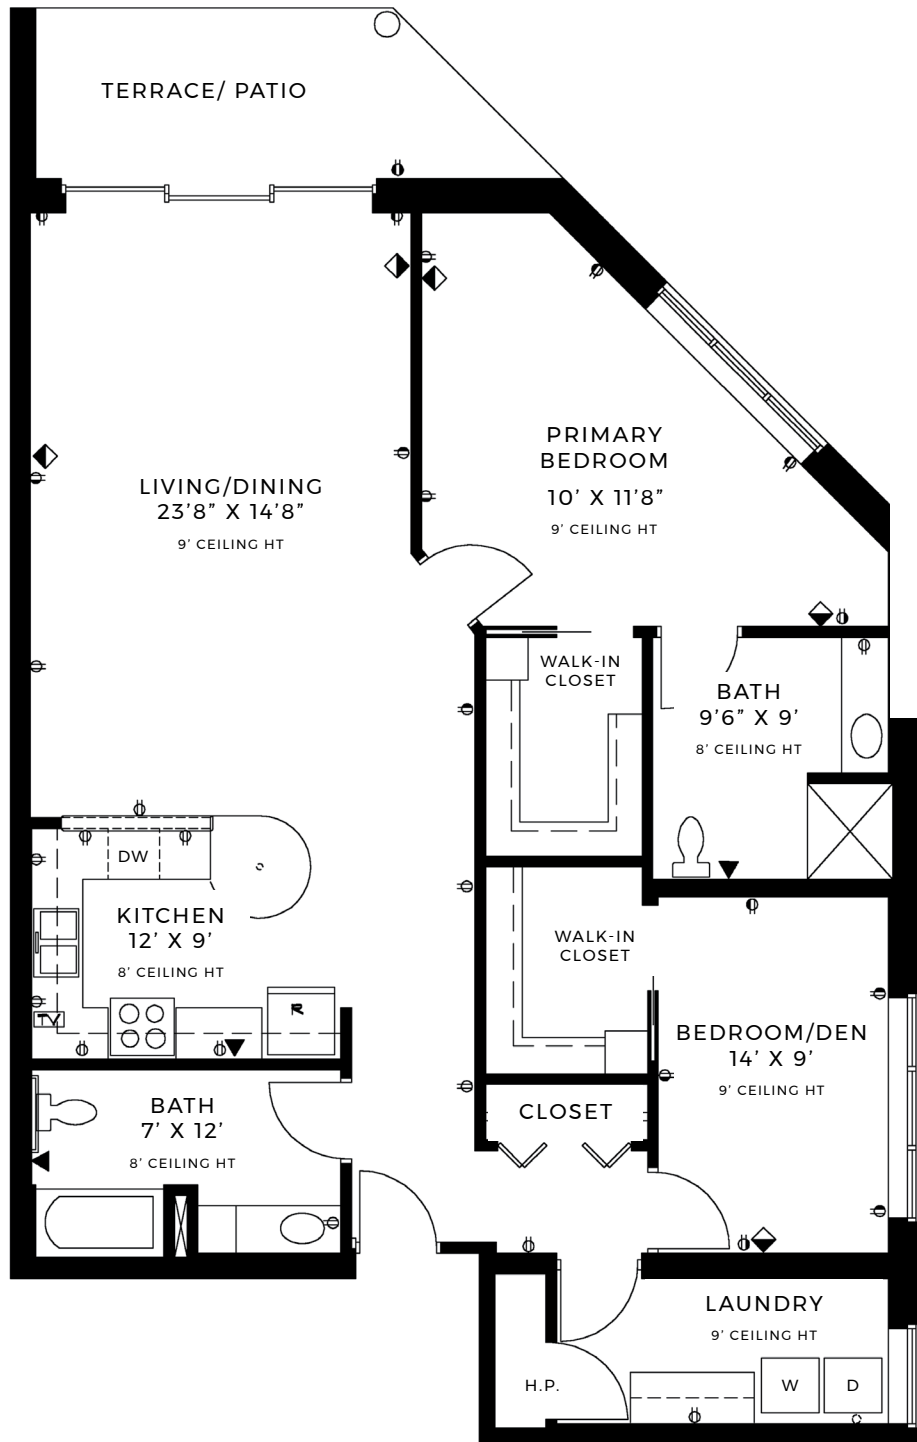 TERRACE/ PATIO
PRIMARY
BEDROOM
10’ X 11’8”
9’ CEILING HT
LIVING/DINING
23’8” X 14’8”
9’ CEILING HT
WALK-IN
CLOSET
BATH
9’6” X 9’
8’ CEILING HT
DW
KITCHEN
12’ X 9’
8’ CEILING HT
WALK-IN
CLOSET
R
TV
BEDROOM/DEN
14’ X 9’
9’ CEILING HT
BATH
7’ X 12’
8’ CEILING HT
CLOSET
LAUNDRY
9’ CEILING HT
H.P.
W
D